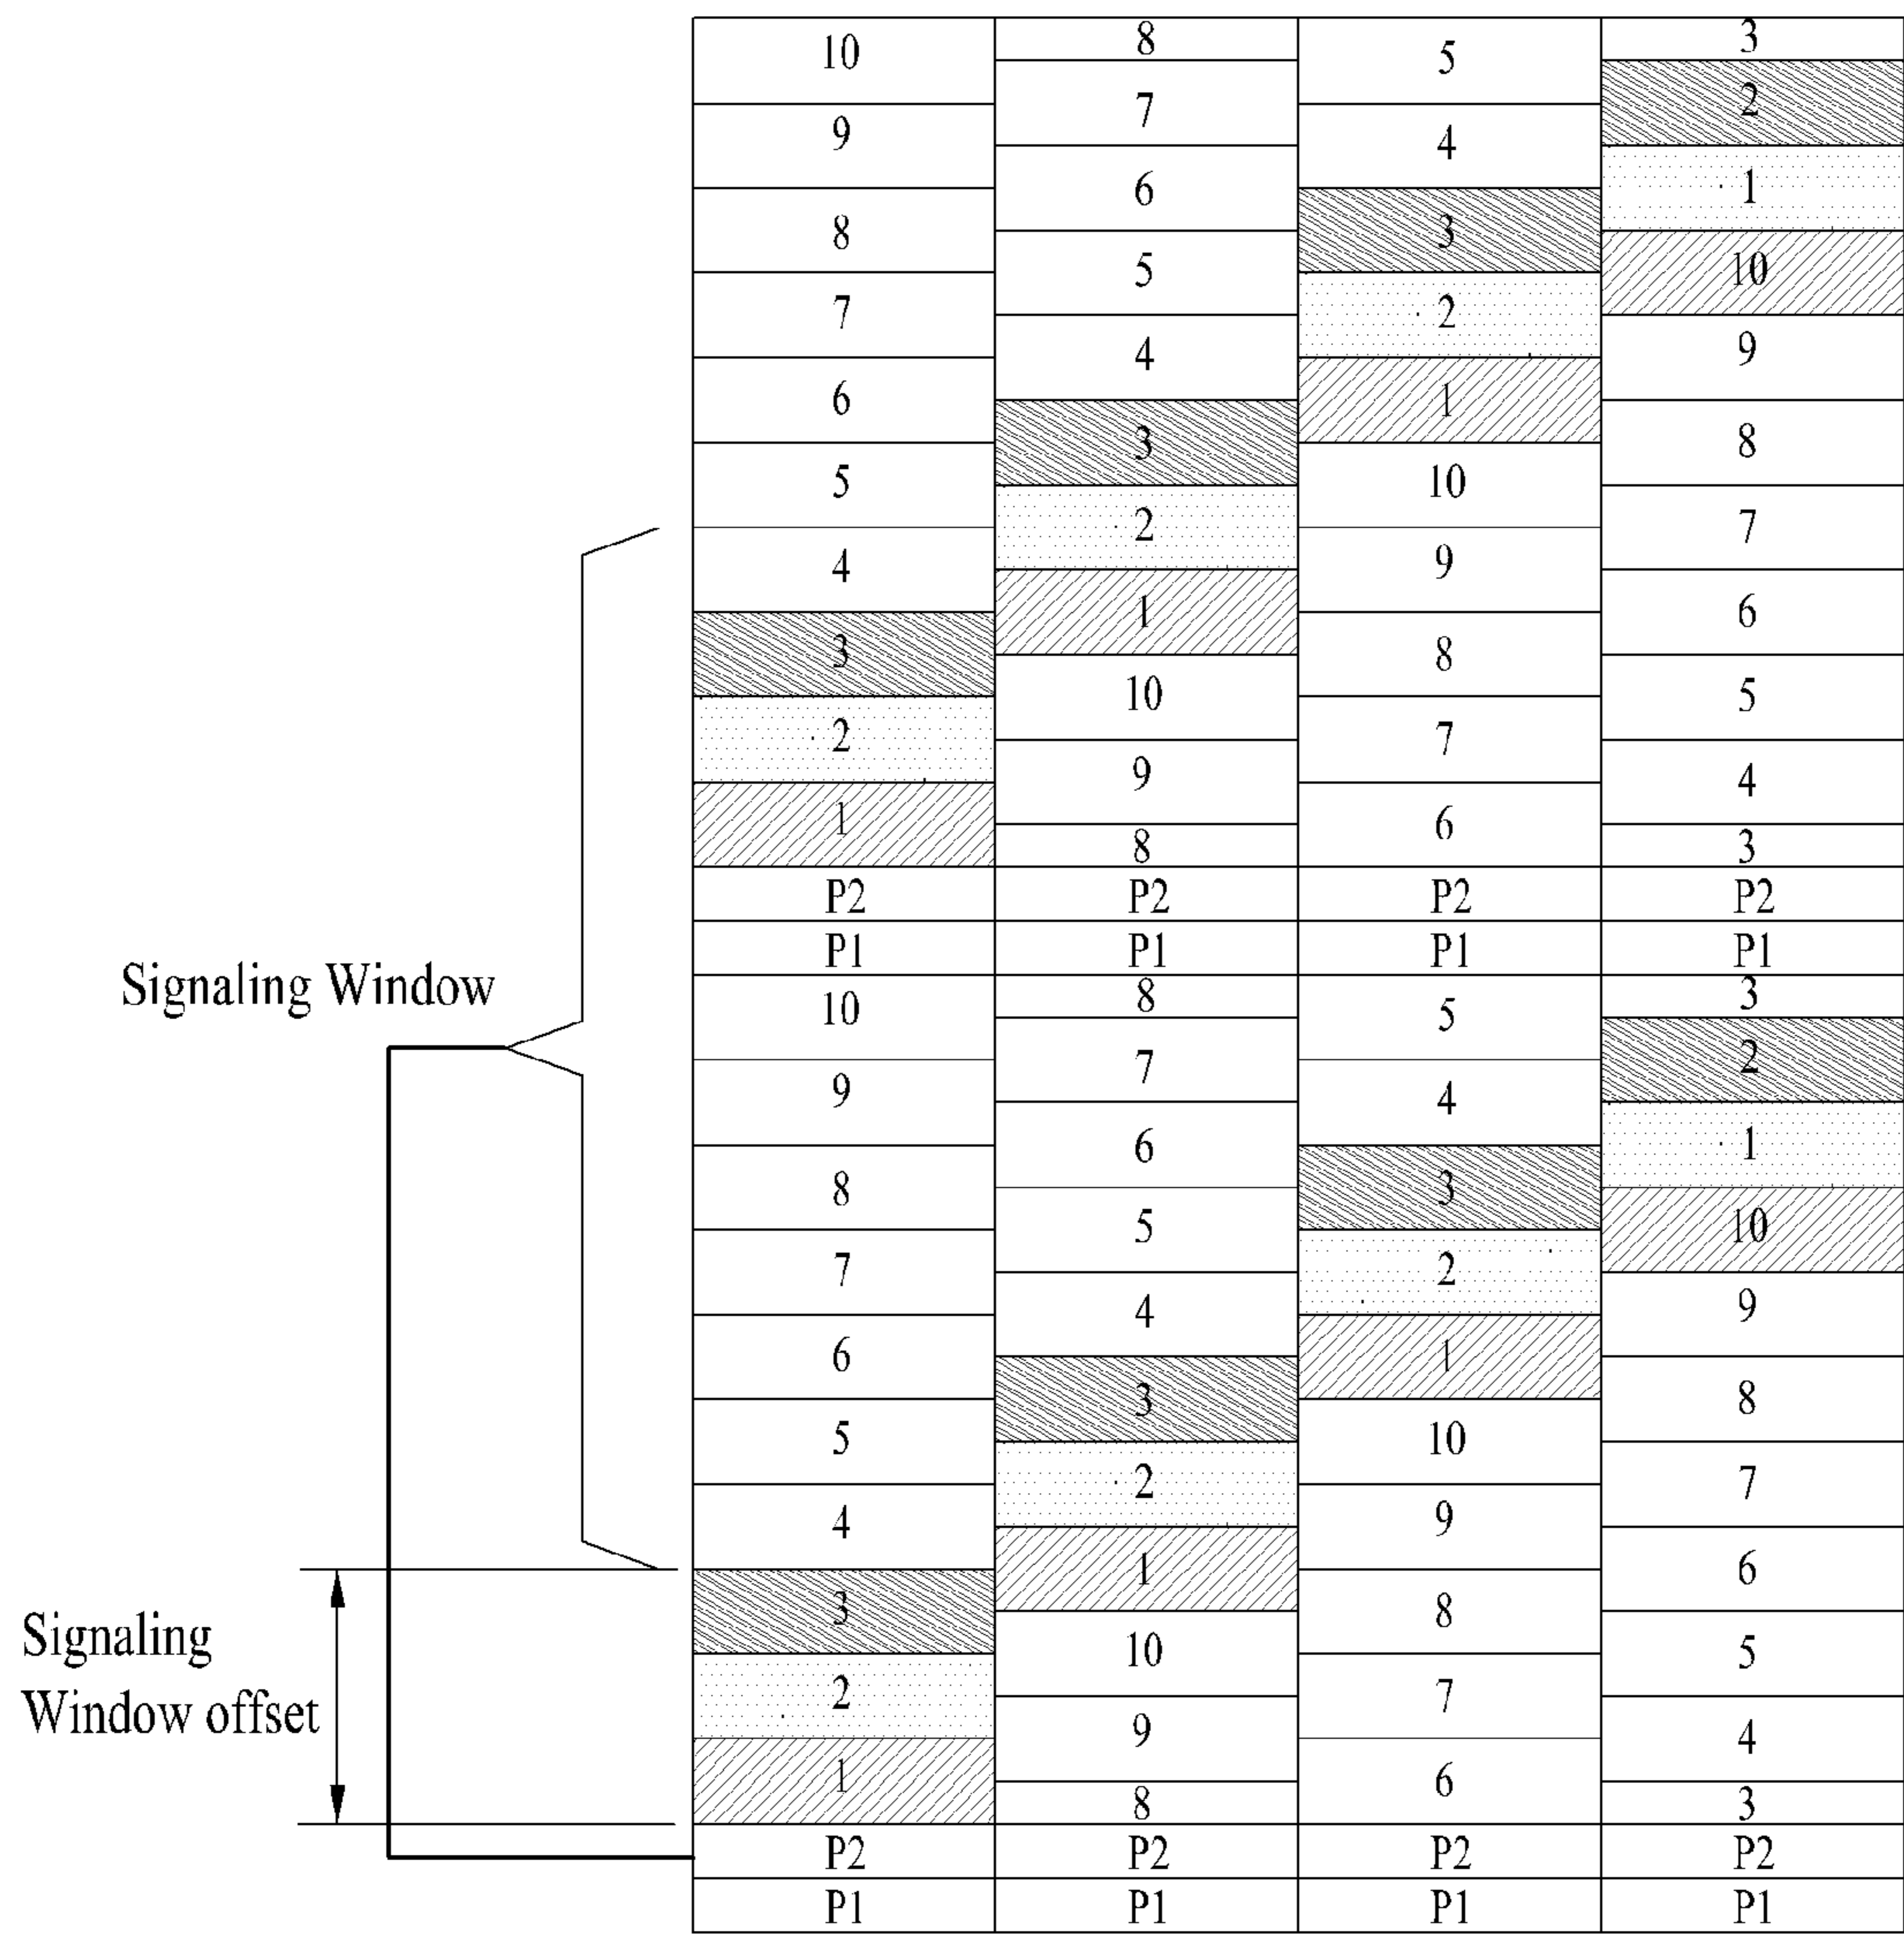 10 8 5 3
9 7 4 2
8 6 3 1
7 5 2 10
6 4 1 9
5 3 10 8
4 2 9 7
3 1 8 6
2 10 7 5
1 9 6 4
8 3
P2 P2 P2 P2
P1 P1 P1 P1
Signaling Window
10 8 5 3
9 7 4 2
8 6 3 1
7 5 2 10
6 4 1 9
5 3 10 8
4 2 9 7
3 1 8 6
2 10 7 5
1 9 6 4
8 3
Signaling
Window offset
P2 P2 P2 P2
P1 P1 P1 P1